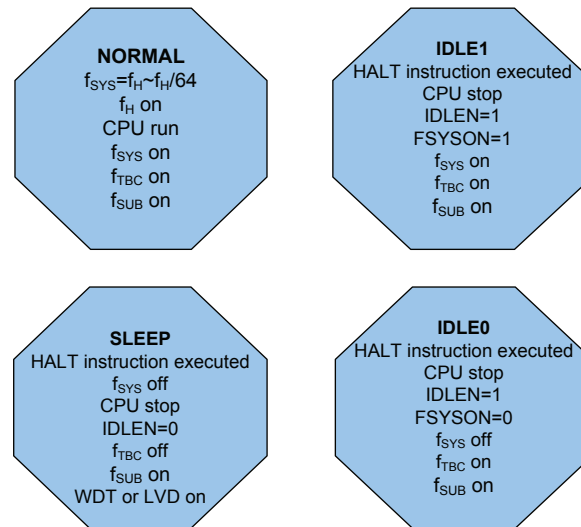 NORMAL
fSYS=fH~fH/64
fH on
CPU run
fSYS on
fTBC on
fSUB on
IDLE1
HALT instruction executed
CPU stop
IDLEN=1
FSYSON=1
fSYS on
fTBC on
fSUB on
SLEEP
HALT instruction executed
fSYS off
CPU stop
IDLEN=0
fTBC off
fSUB on
WDT or LVD on
IDLE0
HALT instruction executed
CPU stop
IDLEN=1
FSYSON=0
fSYS off
fTBC on
fSUB on